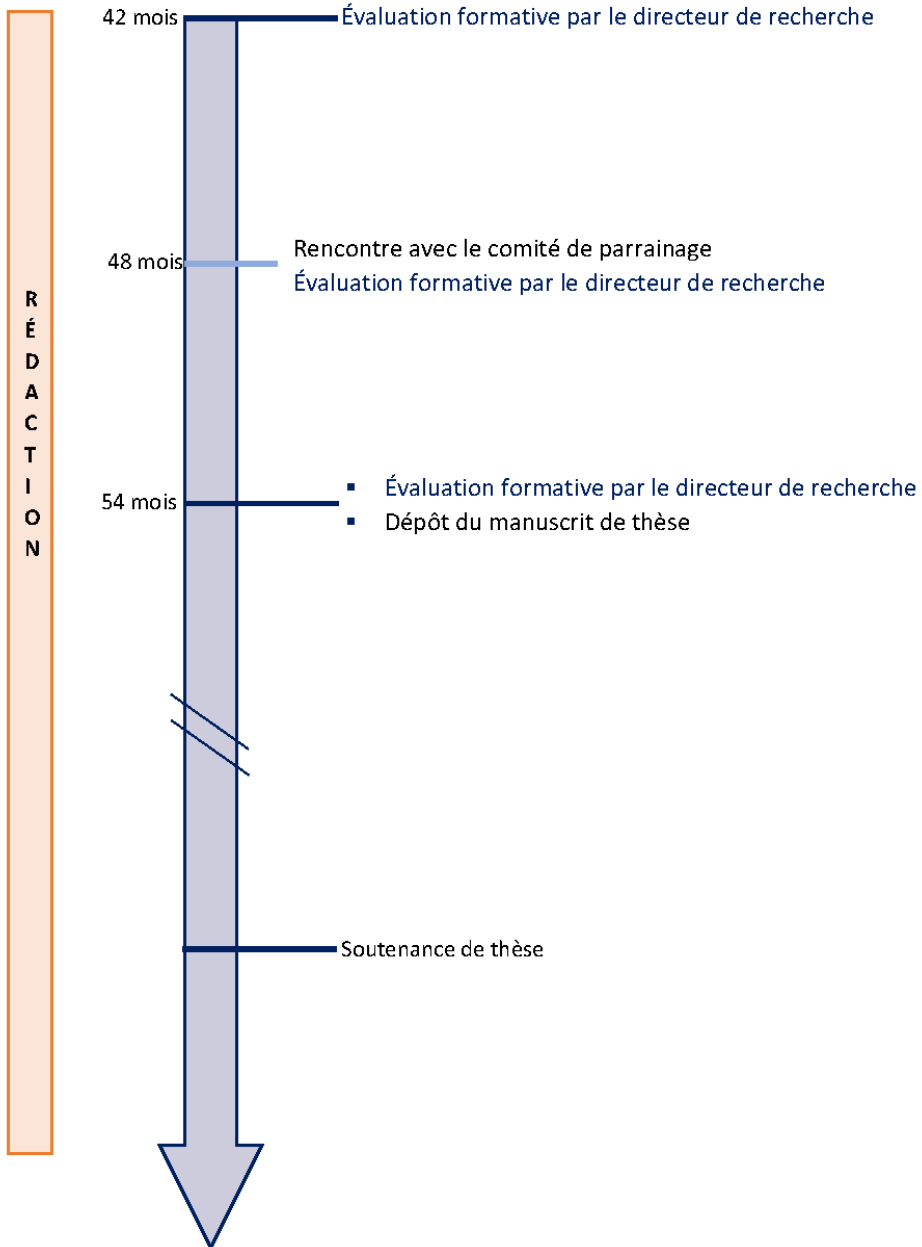 42 mois
Évaluation formative par le directeur de recherche
48 mois
Rencontre avec le comité de parrainage
Évaluation formative par le directeur de recherche
RÉDACTION
54 mois
▪ Évaluation formative par le directeur de recherche
▪ Dépôt du manuscrit de thèse
Soutenance de thèse